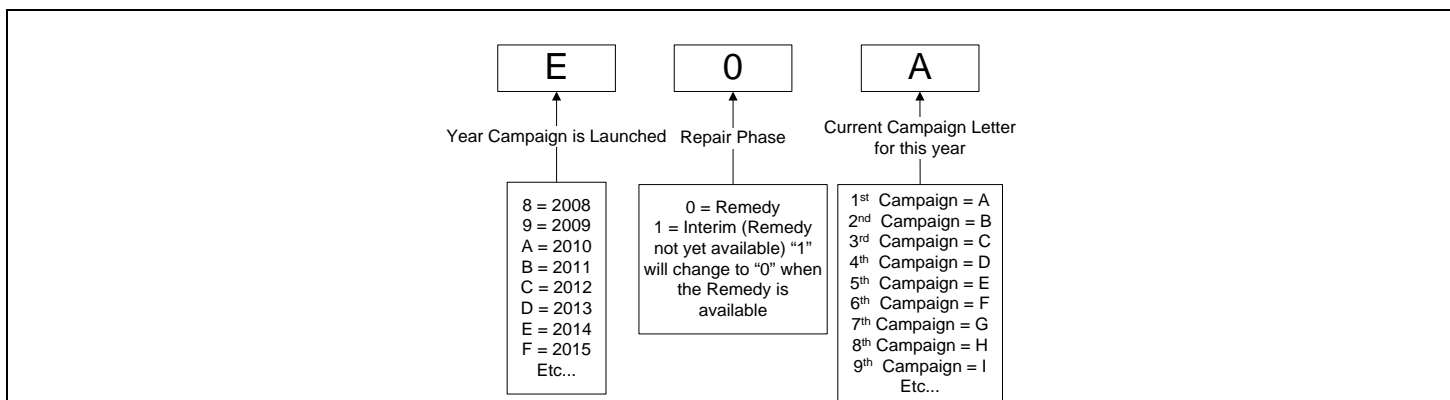 E
0
A
Year Campaign is Launched
Repair Phase
Current Campaign Letter
for this year
8 = 2008
9 = 2009
A = 2010
B = 2011
C = 2012
D = 2013
E = 2014
F = 2015
Etc...
0 = Remedy
1 = Interim (Remedy
not yet available) “1”
will change to “0” when
the Remedy is
available
1st Campaign = A
2nd Campaign = B
3rd Campaign = C
4th Campaign = D
5th Campaign = E
6th Campaign = F
7th Campaign = G
8th Campaign = H
9th Campaign = I
Etc...